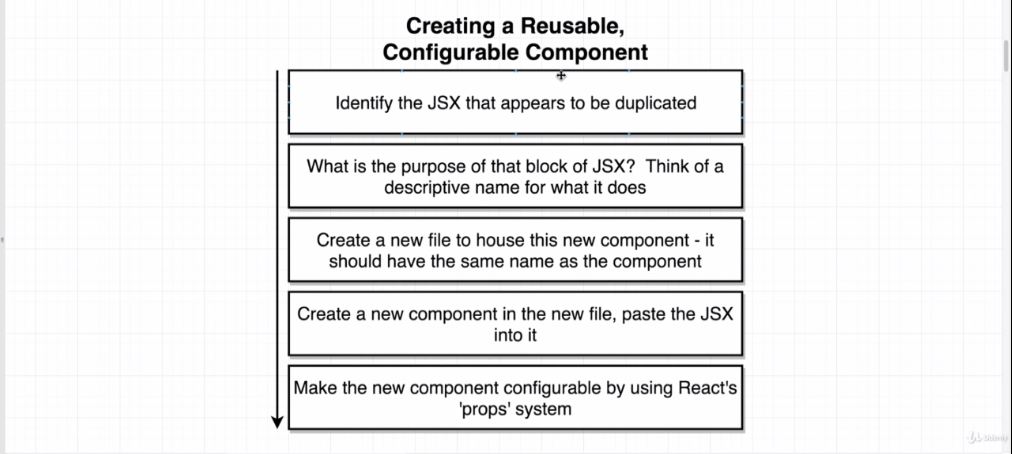 Creating a Reusable,
Configurable Component
Identify the JSX that appears to be duplicated
What is the purpose of that block of JSX?  Think of a
descriptive name for what it does
Create a new file to house this new component - it
should have the same name as the component
Create a new component in the new file, paste the JSX
into it
Make the new component configurable by using React's
'props' system
Udemy